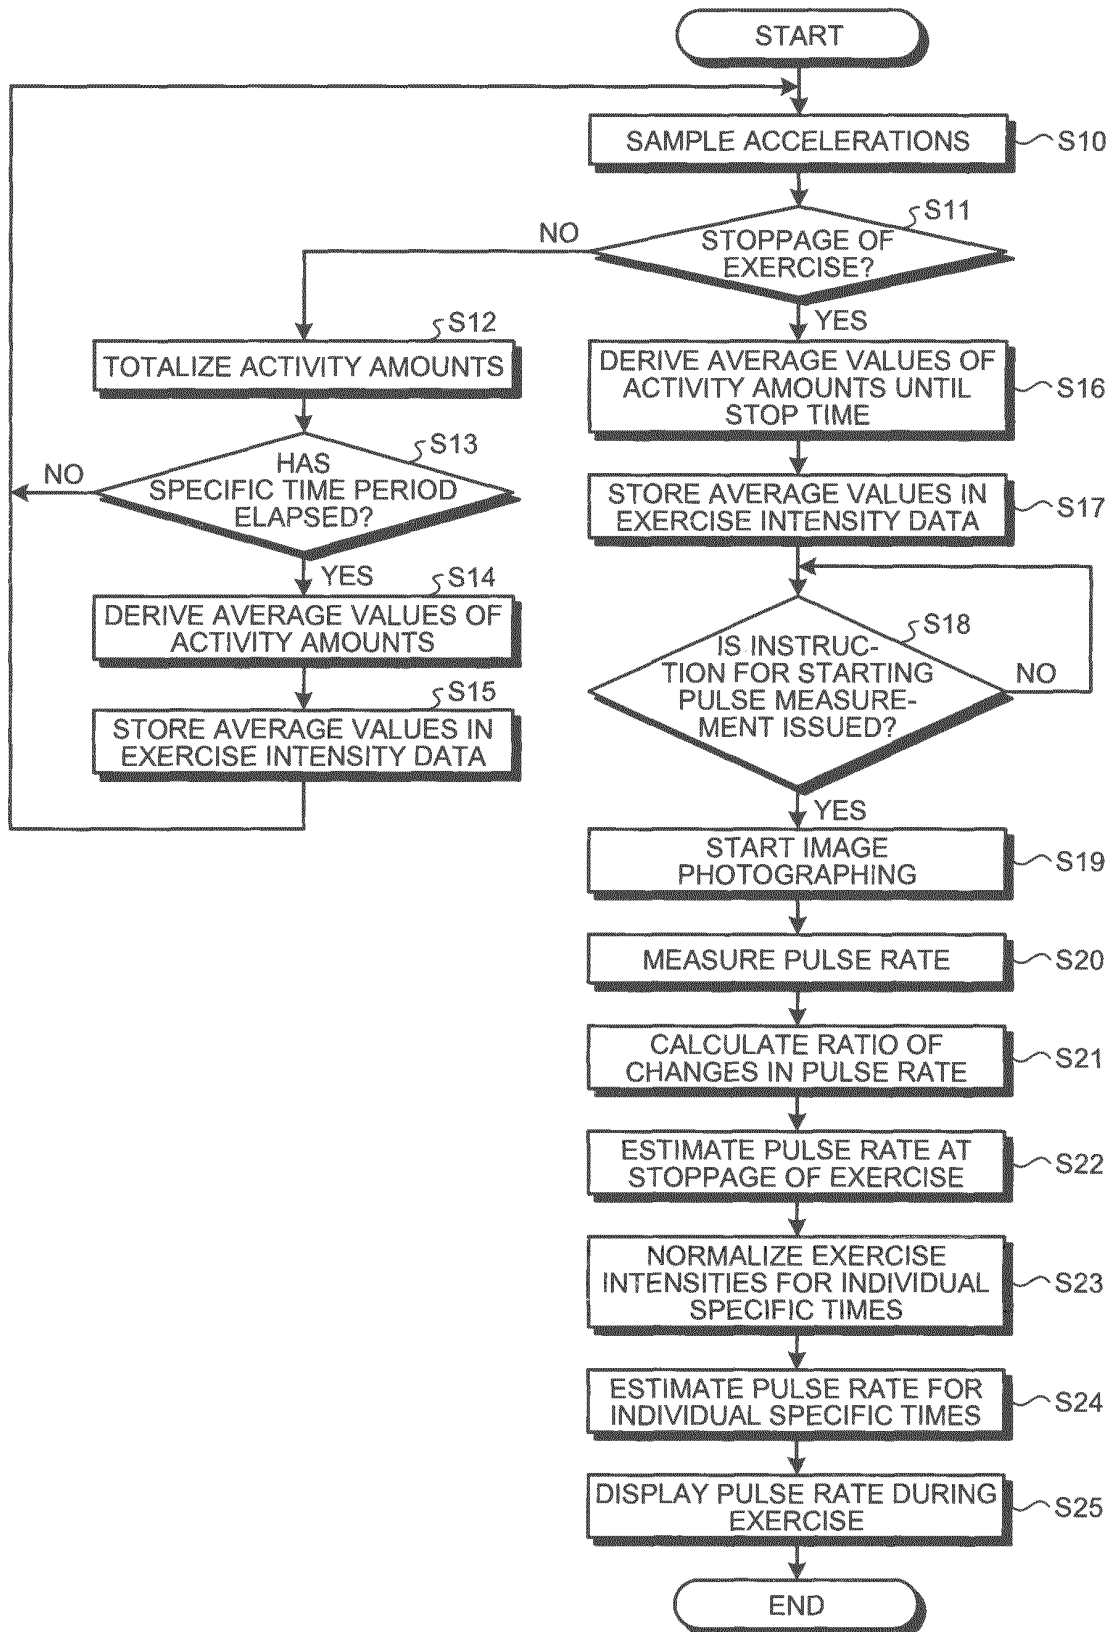 START
SAMPLE ACCELERATIONS
S10
S11
STOPPAGE OF
EXERCISE?
NO
YES
S12
TOTALIZE ACTIVITY AMOUNTS
S13
HAS
SPECIFIC TIME PERIOD
ELAPSED?
NO
YES
S14
DERIVE AVERAGE VALUES OF
ACTIVITY AMOUNTS
S15
STORE AVERAGE VALUES IN
EXERCISE INTENSITY DATA
DERIVE AVERAGE VALUES OF
ACTIVITY AMOUNTS UNTIL
STOP TIME
S16
STORE AVERAGE VALUES IN
EXERCISE INTENSITY DATA
S17
S18
IS INSTRUC-
TION FOR STARTING
PULSE MEASURE-
MENT ISSUED?
NO
YES
START IMAGE
PHOTOGRAPHING
S19
MEASURE PULSE RATE
S20
CALCULATE RATIO OF
CHANGES IN PULSE RATE
S21
ESTIMATE PULSE RATE AT
STOPPAGE OF EXERCISE
S22
NORMALIZE EXERCISE
INTENSITIES FOR INDIVIDUAL
SPECIFIC TIMES
S23
ESTIMATE PULSE RATE FOR
INDIVIDUAL SPECIFIC TIMES
S24
DISPLAY PULSE RATE DURING
EXERCISE
S25
END